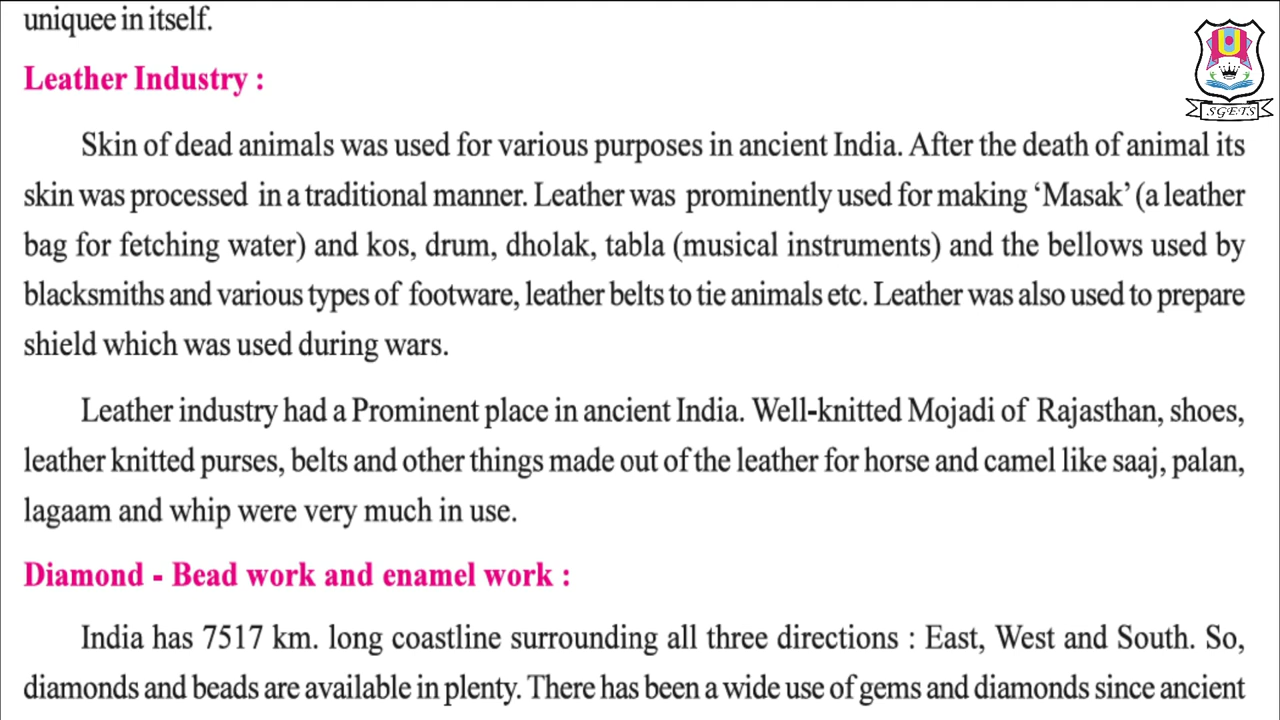 uniquee in itself.
SGETS
Leather Industry :
Skin of dead animals was used for various purposes in ancient India. After the death of animal its
skin was processed in a traditional manner. Leather was prominently used for making ‘Masak’ (a leather
bag for fetching water) and kos, drum, dholak, tabla (musical instruments) and the bellows used by
blacksmiths and various types of footware, leather belts to tie animals etc. Leather was also used to prepare
shield which was used during wars.
Leather industry had a Prominent place in ancient India. Well-knitted Mojadi of Rajasthan, shoes,
leather knitted purses, belts and other things made out of the leather for horse and camel like saaj, palan,
lagaam and whip were very much in use.
Diamond - Bead work and enamel work :
India has 7517 km. long coastline surrounding all three directions : East, West and South. So,
diamonds and beads are available in plenty. There has been a wide use of gems and diamonds since ancient